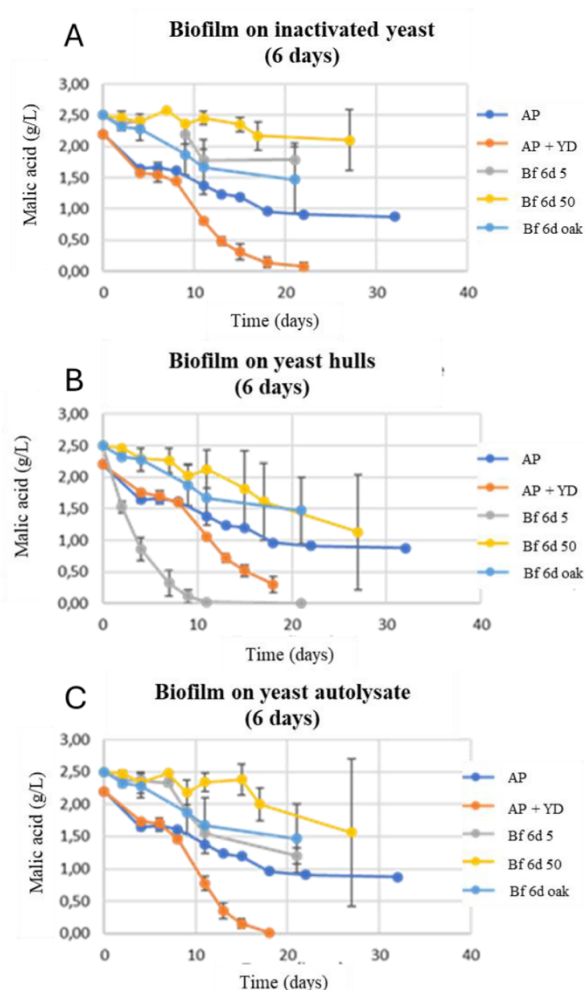 A
Biofilm on inactivated yeast
(6 days)
Malic acid (g/L)
3,00
2,50
2,00
1,50
1,00
0,50
0,00
0
10
20
30
40
Time (days)
AP
AP + YD
Bf 6d 5
Bf 6d 50
Bf 6d oak
B
Biofilm on yeast hulls
(6 days)
Malic acid (g/L)
3,00
2,50
2,00
1,50
1,00
0,50
0,00
0
10
20
30
40
Time (days)
AP
AP + YD
Bf 6d 5
Bf 6d 50
Bf 6d oak
C
Biofilm on yeast autolysate
(6 days)
Malic acid (g/L)
3,00
2,50
2,00
1,50
1,00
0,50
0,00
0
10
20
30
40
Time (days)
AP
AP + YD
Bf 6d 5
Bf 6d 50
Bf 6d oak